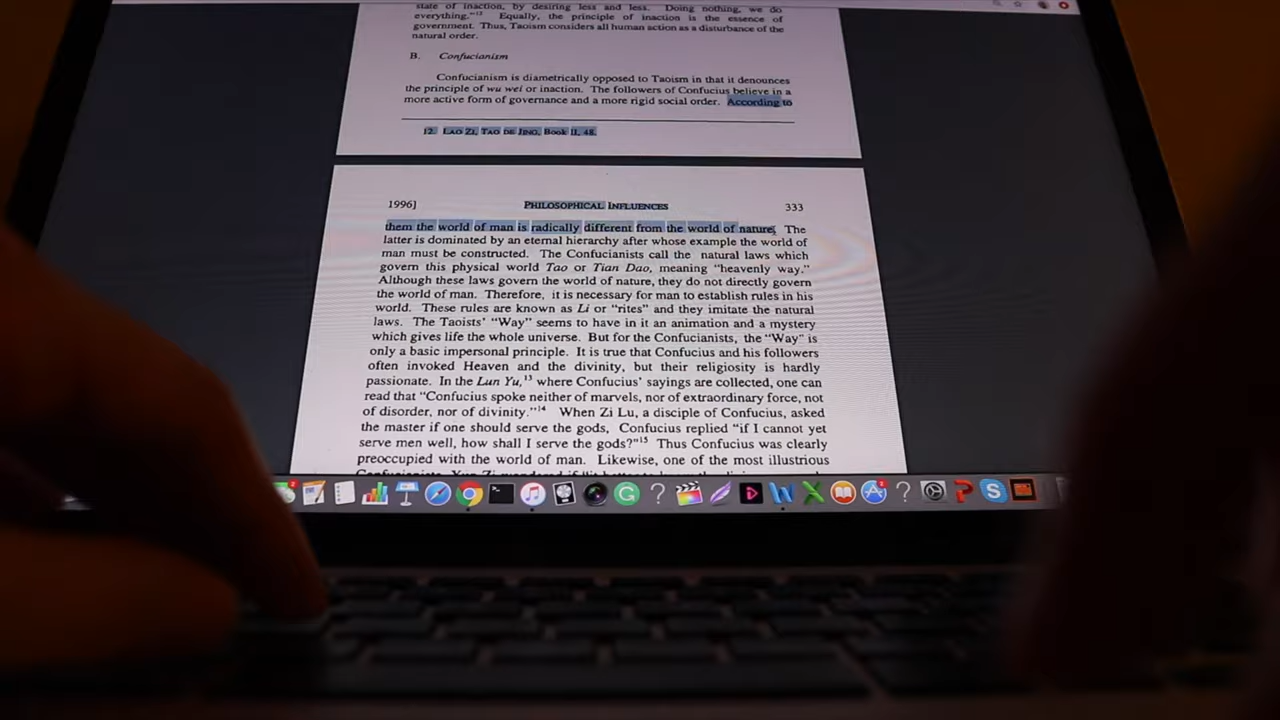 state of inaction, by desiring less and less. Doing nothing, we do
everything."¹² Equally, the principle of inaction is the essence of
government. Thus, Taoism considers all human action as a disturbance of the
natural order.
B. Confucianism
Confucianism is diametrically opposed to Taoism in that it denounces
the principle of wu wei or inaction. The followers of Confucius believe in a
more active form of governance and a more rigid social order. According to
12. LAO ZI, TAO DE JING, Book II, 48.
1996] PHILOSOPHICAL INFLUENCES 333
them the world of man is radically different from the world of nature. The
latter is dominated by an eternal hierarchy after whose example the world of
man must be constructed. The Confucianists call the natural laws which
govern this physical world Tao or Tian Dao, meaning "heavenly way."
Although these laws govern the world of nature, they do not directly govern
the world of man. Therefore, it is necessary for man to establish rules in his
world. These rules are known as Li or "rites" and they imitate the natural
laws. The Taoists' "Way" seems to have in it an animation and a mystery
which gives life the whole universe. But for the Confucianists, the "Way" is
only a basic impersonal principle. It is true that Confucius and his followers
often invoked Heaven and the divinity, but their religiosity is hardly
passionate. In the Lun Yu,¹³ where Confucius' sayings are collected, one can
read that "Confucius spoke neither of marvels, nor of extraordinary force, not
of disorder, nor of divinity."¹⁴ When Zi Lu, a disciple of Confucius, asked
the master if one should serve the gods, Confucius replied "if I cannot yet
serve men well, how shall I serve the gods?"¹⁵ Thus Confucius was clearly
preoccupied with the world of man. Likewise, one of the most illustrious